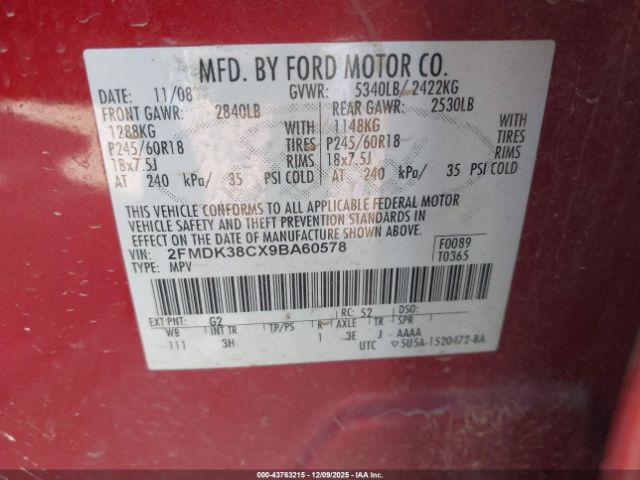 MFD. BY FORD MOTOR CO.
DATE: 11/08 GVWR: 5340LB/ 2422KG
FRONT GAWR: 2840LB REAR GAWR: 2530LB
1288KG WITH 1148KG WITH
P245/60R18 TIRES P245/60R18 TIRES
18x7.5J RIMS 18x7.5J RIMS
AT 240 kPa/ 35 PSI COLD AT 240 kPa/ 35 PSI COLD
THIS VEHICLE CONFORMS TO ALL APPLICABLE FEDERAL MOTOR
VEHICLE SAFETY AND THEFT PREVENTION STANDARDS IN
EFFECT ON THE DATE OF MANUFACTURE SHOWN ABOVE.
VIN: 2FMDK38CX9BA60578 F0089
TYPE: MPV T0365
EXT PNT: G2 RC: 52 DSO:
WB INT TR TP/PS R AXLE TR SPR
111 3H 1 3E J AAAA
UTC ▽5U5A-1520472-BA
000-43763215 - 12/09/2025 - IAA Inc.